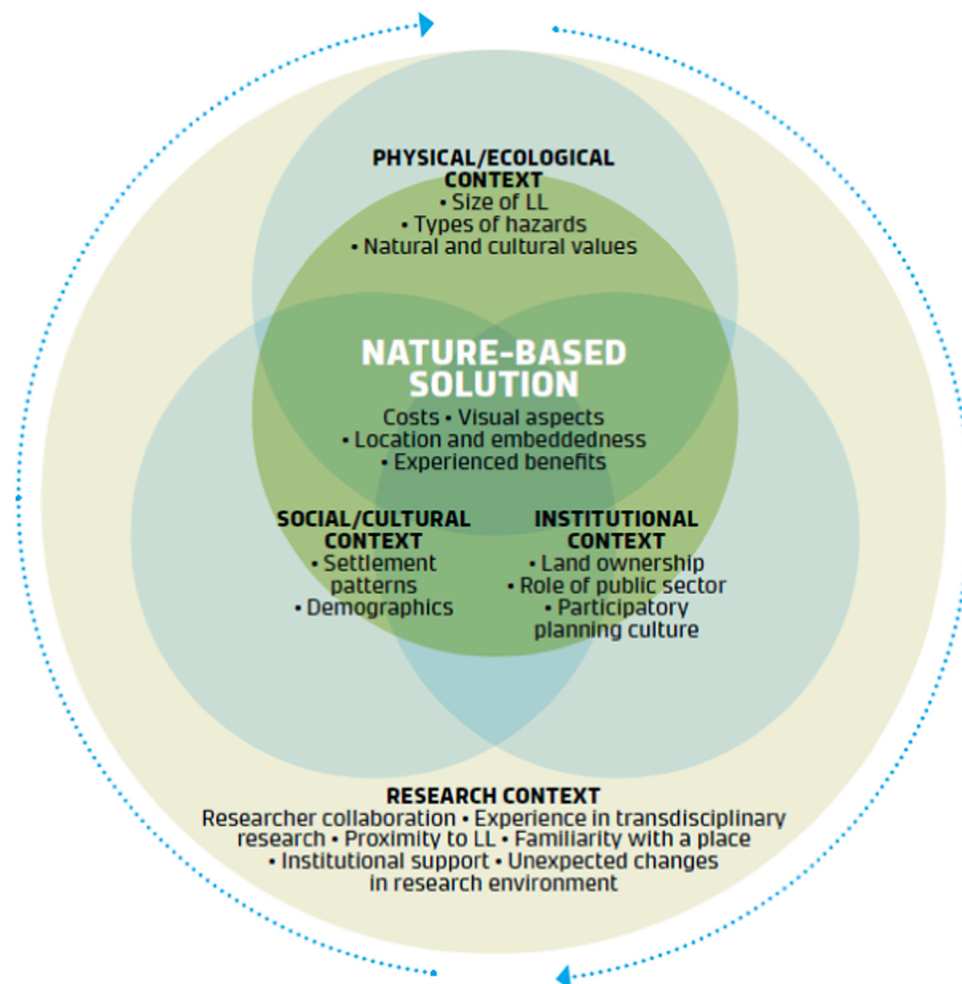 PHYSICAL/ECOLOGICAL
CONTEXT
• Size of LL
• Types of hazards
• Natural and cultural values
NATURE-BASED
SOLUTION
Costs • Visual aspects
• Location and embeddedness
• Experienced benefits
SOCIAL/CULTURAL
CONTEXT
• Settlement
patterns
• Demographics
INSTITUTIONAL
CONTEXT
• Land ownership
• Role of public sector
• Participatory
planning culture
RESEARCH CONTEXT
Researcher collaboration • Experience in transdisciplinary
research • Proximity to LL • Familiarity with a place
• Institutional support • Unexpected changes
in research environment